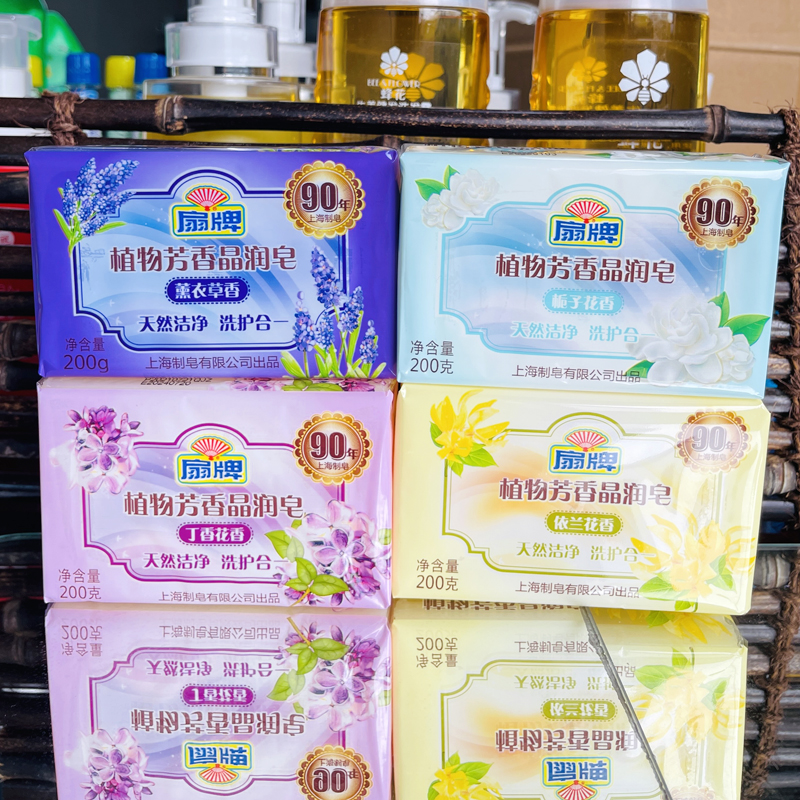 蜂花
90年
上海制皂
扇牌
植物芳香晶润皂
薰衣草香
天然洁净 洗护合一
净含量
200g
上海制皂有限公司出品
90年
上海制皂
扇牌
植物芳香晶润皂
栀子花香
天然洁净 洗护合一
净含量
200克
上海制皂有限公司出品
90年
上海制皂
扇牌
植物芳香晶润皂
丁香花香
天然洁净 洗护合一
净含量
200克
上海制皂有限公司出品
90年
上海制皂
扇牌
植物芳香晶润皂
依兰花香
天然洁净 洗护合一
净含量
200克
上海制皂有限公司出品